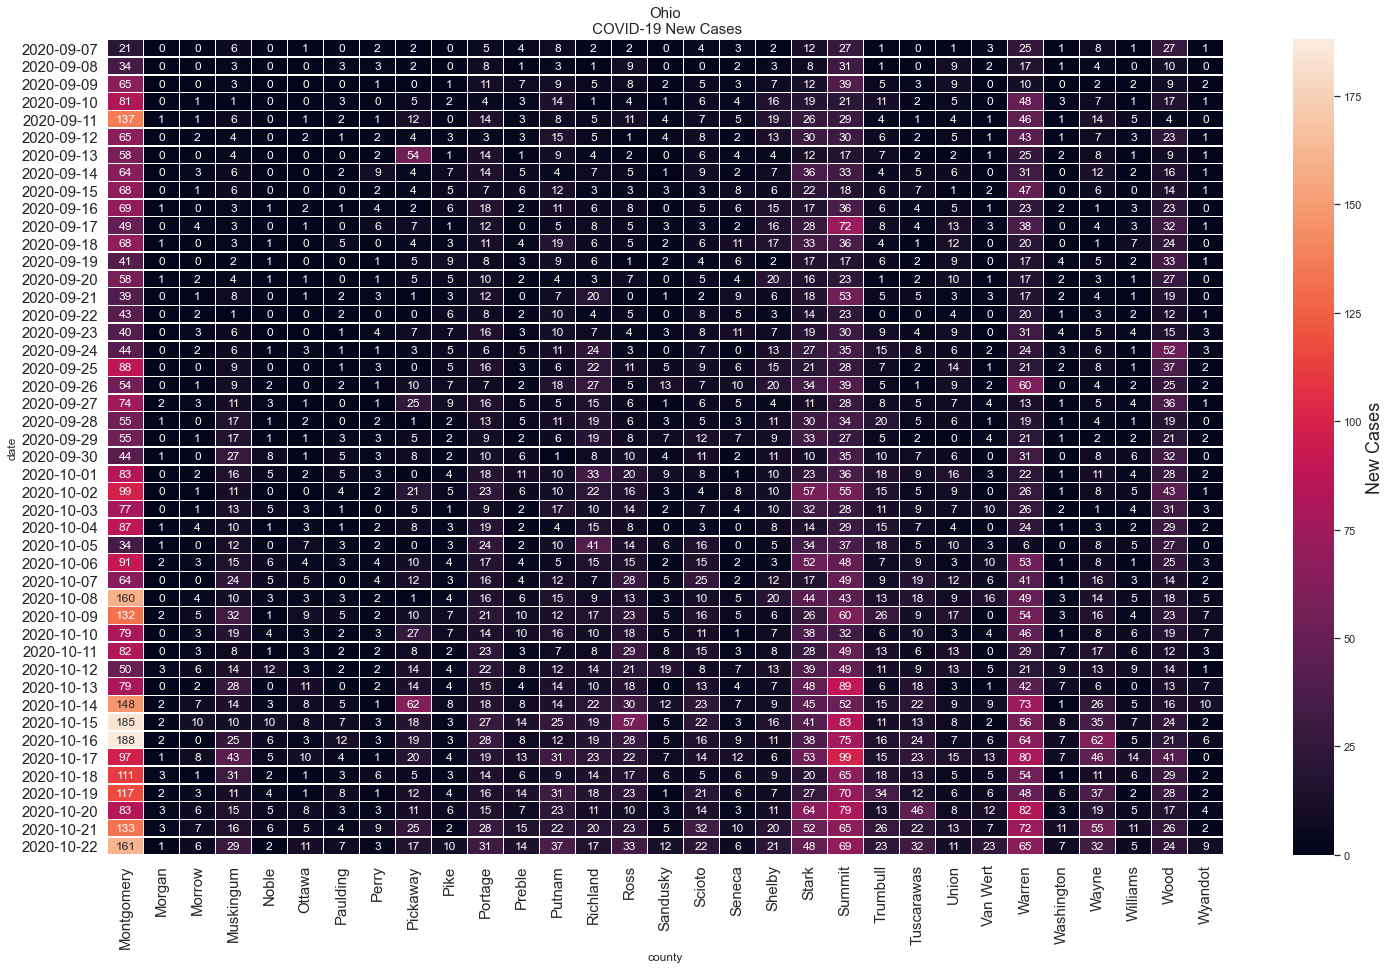 Ohio
COVID-19 New Cases
2020-09-07 21 0 0 6 0 1 0 2 2 0 5 4 8 2 2 0 4 3 2 12 27 1 0 1 3 25 1 8 1 27 1
2020-09-08 34 0 0 3 0 0 3 3 2 0 8 1 3 1 9 0 0 2 3 8 31 1 0 9 2 17 1 4 0 10 0
2020-09-09 65 0 0 3 0 0 0 1 0 1 11 7 9 5 8 2 5 3 7 12 39 5 3 9 0 10 0 2 2 9 2
2020-09-10 81 0 1 1 0 0 3 0 5 2 4 3 14 1 4 1 6 4 16 19 21 11 2 5 0 48 3 7 1 17 1
2020-09-11 137 1 1 6 0 1 2 1 12 0 14 3 8 5 11 4 7 5 19 26 29 4 1 4 1 46 1 14 5 4 0
2020-09-12 65 0 2 4 0 2 1 2 4 3 3 3 15 5 1 4 8 2 13 30 30 6 2 5 1 43 1 7 3 23 1
2020-09-13 58 0 0 4 0 0 0 2 54 1 14 1 9 4 2 0 6 4 4 12 17 7 2 2 1 25 2 8 1 9 1
2020-09-14 64 0 3 6 0 0 2 9 4 7 14 5 4 7 5 1 9 2 7 36 33 4 5 6 0 31 0 12 2 16 1
2020-09-15 68 0 1 6 0 0 0 2 4 5 7 6 12 3 3 3 3 8 6 22 18 6 7 1 2 47 0 6 0 14 1
2020-09-16 69 1 0 3 1 2 1 4 2 6 18 2 11 6 8 0 5 6 15 17 36 6 4 5 1 23 2 1 3 23 0
2020-09-17 49 0 4 3 0 1 0 6 7 1 12 0 5 8 5 3 3 2 16 28 72 8 4 13 3 38 0 4 3 32 1
2020-09-18 68 1 0 3 1 0 5 0 4 3 11 4 19 6 5 2 6 11 17 33 36 4 1 12 0 20 0 1 7 24 0
2020-09-19 41 0 0 2 1 0 0 1 5 9 8 3 9 6 1 2 4 6 2 17 17 6 2 9 0 17 4 5 2 33 1
2020-09-20 58 1 2 4 1 1 0 1 5 5 10 2 4 3 7 0 5 4 20 16 23 1 2 10 1 17 2 3 1 27 0
2020-09-21 39 0 1 8 0 1 2 3 1 3 12 0 7 20 0 1 2 9 6 18 53 5 5 3 3 17 2 4 1 19 0
2020-09-22 43 0 2 1 0 0 2 0 0 6 8 2 10 4 5 0 8 5 3 14 23 0 0 4 0 20 1 3 2 12 1
2020-09-23 40 0 3 6 0 0 1 4 7 7 16 3 10 7 4 3 8 11 7 19 30 9 4 9 0 31 4 5 4 15 3
2020-09-24 44 0 2 6 1 3 1 1 3 5 6 5 11 24 3 0 7 0 13 27 35 15 8 6 2 24 3 6 1 52 3
2020-09-25 88 0 0 9 0 0 1 3 0 5 16 3 6 22 11 5 9 6 15 21 28 7 2 14 1 21 2 8 1 37 2
2020-09-26 54 0 1 9 2 0 2 1 10 7 7 2 18 27 5 13 7 10 20 34 39 5 1 9 2 60 0 4 2 25 2
2020-09-27 74 2 3 11 3 1 0 1 25 9 16 5 5 15 6 1 6 5 4 11 28 8 5 7 4 13 1 5 4 36 1
2020-09-28 55 1 0 17 1 2 0 2 1 2 13 5 11 19 6 3 5 3 11 30 34 20 5 6 1 19 1 4 1 19 0
2020-09-29 55 0 1 17 1 1 3 3 5 2 9 2 6 19 8 7 12 7 9 33 27 5 2 0 4 21 1 2 2 21 2
2020-09-30 44 1 0 27 8 1 5 3 8 2 10 6 1 8 10 4 11 2 11 10 35 10 7 6 0 31 0 8 6 32 0
2020-10-01 83 0 2 16 5 2 5 3 0 4 18 11 10 33 20 9 8 1 10 23 36 18 9 16 3 22 1 11 4 28 2
2020-10-02 99 0 1 11 0 0 4 2 21 5 23 6 10 22 16 3 4 8 10 57 55 15 5 9 0 26 1 8 5 43 1
2020-10-03 77 0 1 13 5 3 1 0 5 1 9 2 17 10 14 2 7 4 10 32 28 11 9 7 10 26 2 1 4 31 3
2020-10-04 87 1 4 10 1 3 1 2 8 3 19 2 4 15 8 0 3 0 8 14 29 15 7 4 0 24 1 3 2 29 2
2020-10-05 34 1 0 12 0 7 3 2 0 3 24 2 10 41 14 6 16 0 5 34 37 18 5 10 3 6 0 8 5 27 0
2020-10-06 91 2 3 15 6 4 3 4 10 4 17 4 5 15 15 2 15 2 3 52 48 7 9 3 10 53 1 8 1 25 3
2020-10-07 64 0 0 24 5 5 0 4 12 3 16 4 12 7 28 5 25 2 12 17 49 9 19 12 6 41 1 16 3 14 2
2020-10-08 160 0 4 10 3 3 3 2 1 4 16 6 15 9 13 3 10 5 20 44 43 13 18 9 16 49 3 14 5 18 5
2020-10-09 132 2 5 32 1 9 5 2 10 7 21 10 12 17 23 5 16 5 6 26 60 26 9 17 0 54 3 16 4 23 7
2020-10-10 79 0 3 19 4 3 2 3 27 7 14 10 16 10 18 5 11 1 7 38 32 6 10 3 4 46 1 8 6 19 7
2020-10-11 82 0 3 8 1 3 2 2 8 2 23 3 7 8 29 8 15 3 8 28 49 13 6 13 0 29 7 17 6 12 3
2020-10-12 50 3 6 14 12 3 2 2 14 4 22 8 12 14 21 19 8 7 13 39 49 11 9 13 5 21 9 13 9 14 1
2020-10-13 79 0 2 28 0 11 0 2 14 4 15 4 14 10 18 0 13 4 7 48 89 6 18 3 1 42 7 6 0 13 7
2020-10-14 148 2 7 14 3 8 5 1 62 8 18 8 14 22 30 12 23 7 9 45 52 15 22 9 9 73 1 26 5 16 10
2020-10-15 185 2 10 10 10 8 7 3 18 3 27 14 25 19 57 5 22 3 16 41 83 11 13 8 2 56 8 35 7 24 2
2020-10-16 188 2 0 25 6 3 12 3 19 3 28 8 12 19 28 5 16 9 11 38 75 16 24 7 6 64 7 62 5 21 6
2020-10-17 97 1 8 43 5 10 4 1 20 4 19 13 31 23 22 7 14 12 6 53 99 15 23 15 13 80 7 46 14 41 0
2020-10-18 111 3 1 31 2 1 3 6 5 3 14 6 9 14 17 6 5 6 9 20 65 18 13 5 5 54 1 11 6 29 2
2020-10-19 117 2 3 11 4 1 8 1 12 4 16 14 31 18 23 1 21 6 7 27 70 34 12 6 6 48 6 37 2 28 2
2020-10-20 83 3 6 15 5 8 3 3 11 6 15 7 23 11 10 3 14 3 11 64 79 13 46 8 12 82 3 19 5 17 4
2020-10-21 133 3 7 16 6 5 4 9 25 2 28 15 22 20 23 5 32 10 20 52 65 26 22 13 7 72 11 55 11 26 2
2020-10-22 161 1 6 29 2 11 7 3 17 10 31 14 37 17 33 12 22 6 21 48 69 23 32 11 23 65 7 32 5 24 9
date
Montgomery Morgan Morrow Muskingum Noble Ottawa Paulding Perry Pickaway Pike Portage Preble Putnam Richland Ross Sandusky Scioto Seneca Shelby Stark Summit Trumbull Tuscarawas Union Van Wert Warren Washington Wayne Williams Wood Wyandot
county
175
150
125
100
75
50
25
0
New Cases